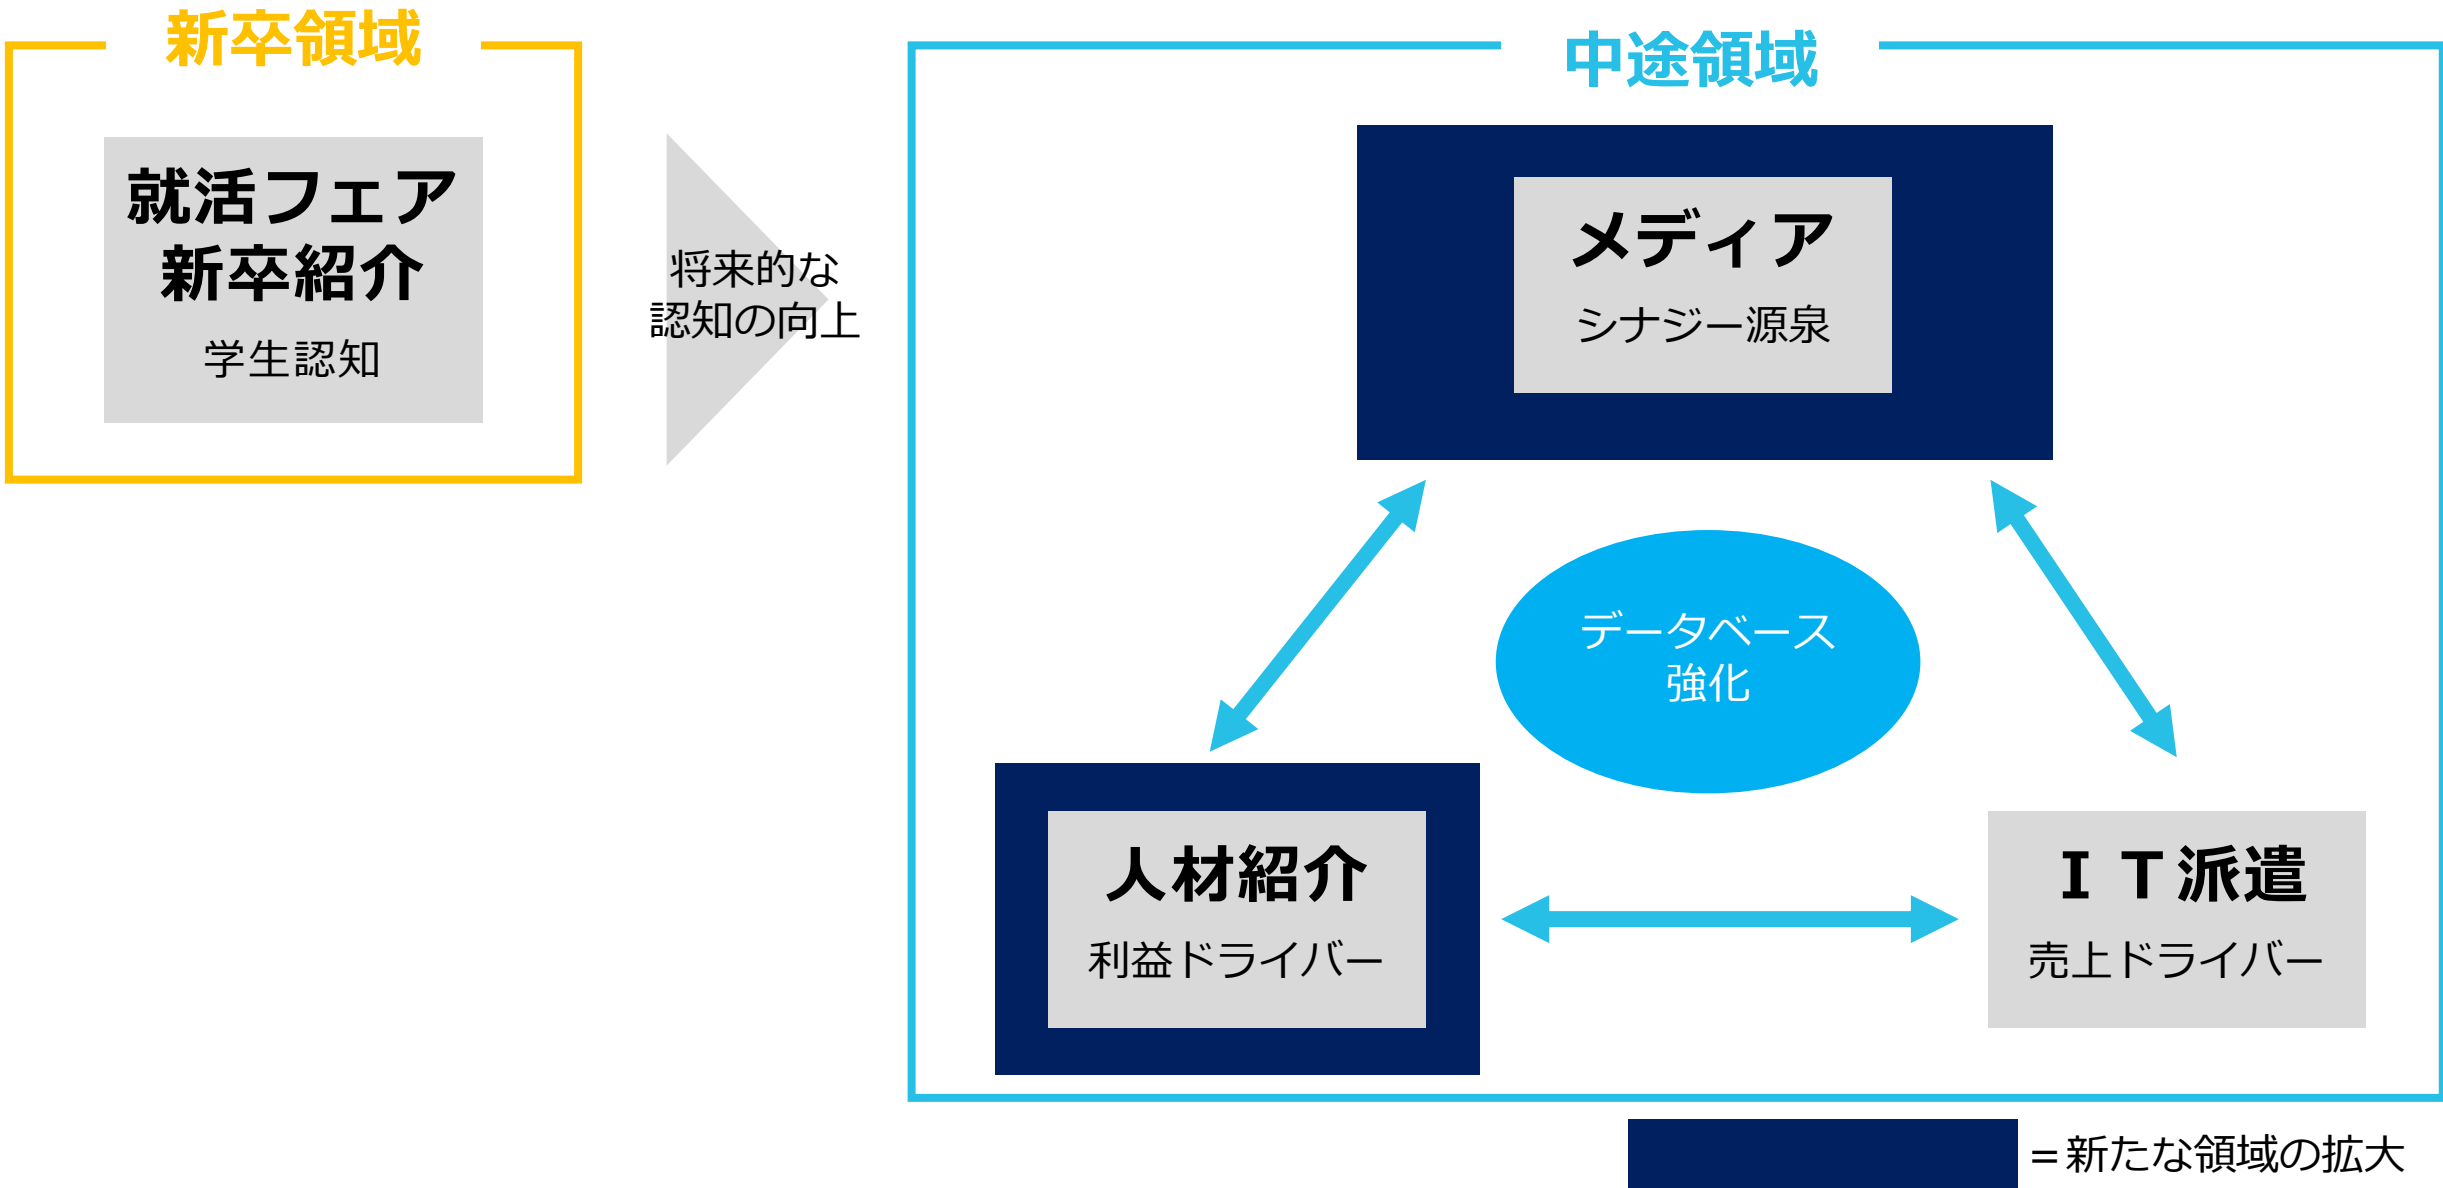 新卒領域
就活フェア
新卒紹介
学生認知
将来的な
認知の向上
中途領域
メディア
シナジー源泉
データベース
強化
人材紹介
利益ドライバー
ＩＴ派遣
売上ドライバー
＝新たな領域の拡大